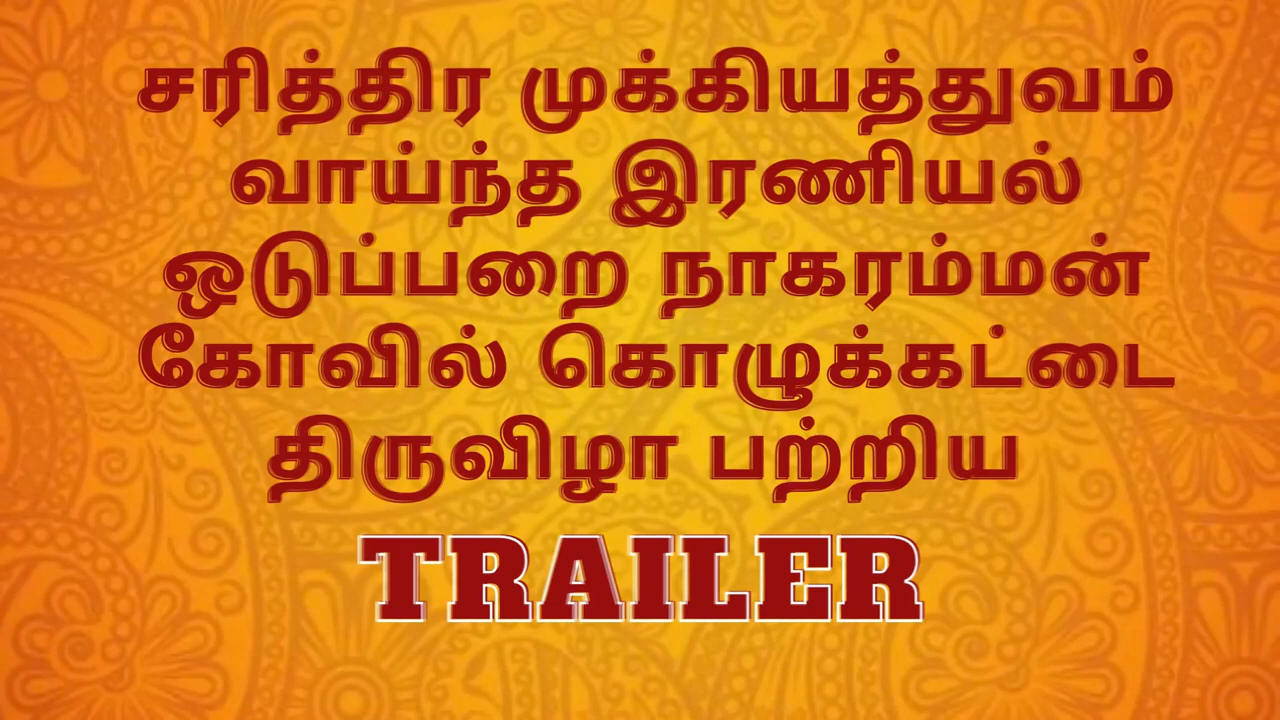 சரித்திர முக்கியத்துவம்
வாய்ந்த இரணியல்
ஒடுப்பறை நாகரம்மன்
கோவில் கொழுக்கட்டை
திருவிழா பற்றிய
TRAILER